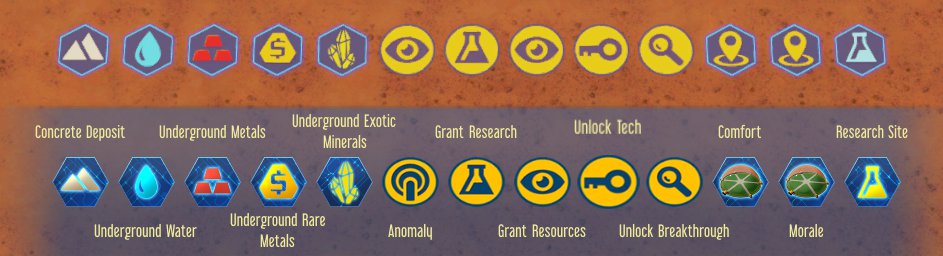 Concrete Deposit
Underground Metals
Underground Exotic
Minerals
Grant Research
Unlock Tech
Comfort
Research Site
Underground Water
Underground Rare
Metals
Anomaly
Grant Resources
Unlock Breakthrough
Morale